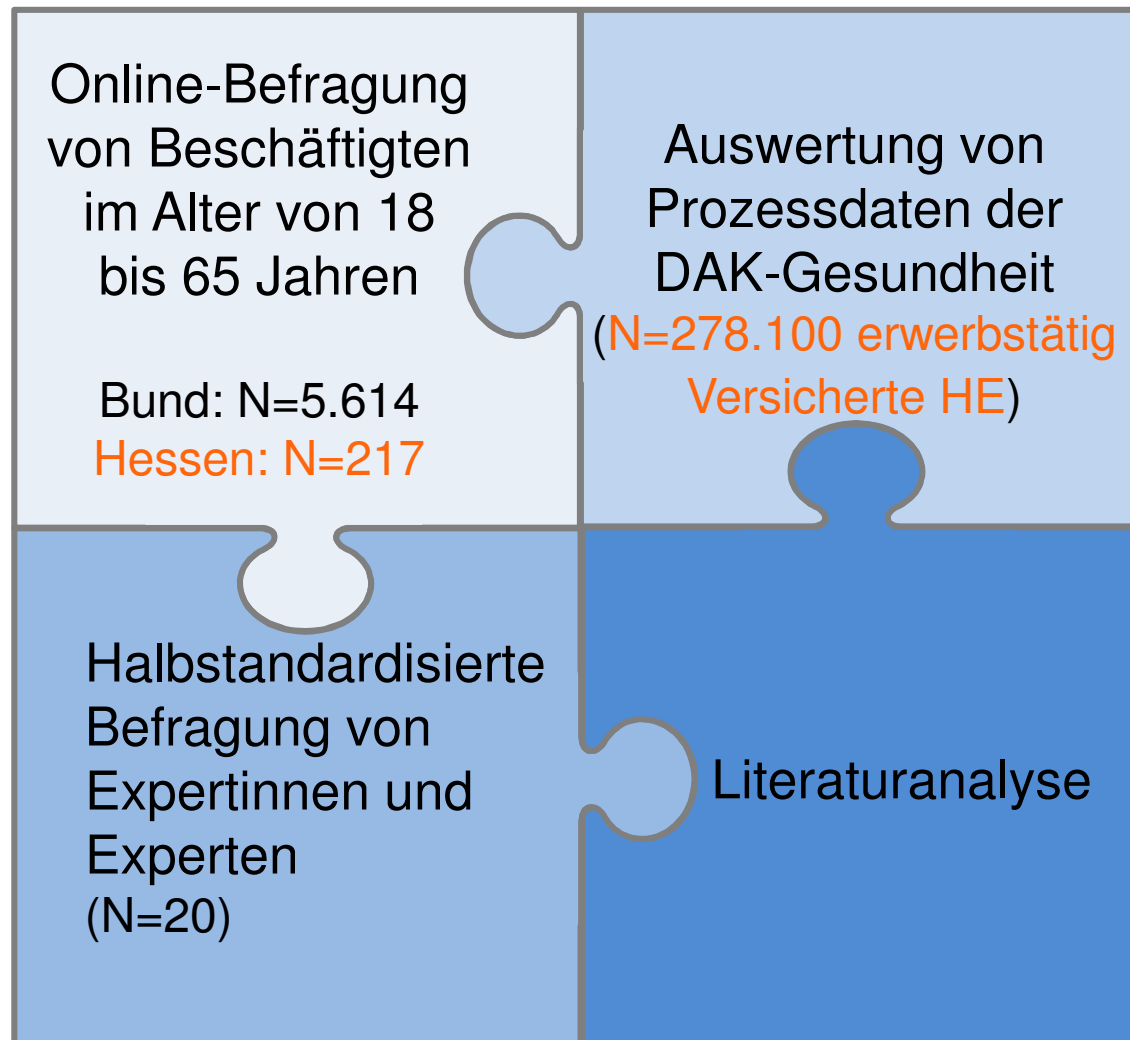 Online-Befragung
von Beschäftigten
im Alter von 18
bis 65 Jahren
Bund: N=5.614
Hessen: N=217
Auswertung von
Prozessdaten der
DAK-Gesundheit
(N=278.100 erwerbstätig
Versicherte HE)
Halbstandardisierte
Befragung von
Expertinnen und
Experten
(N=20)
Literaturanalyse